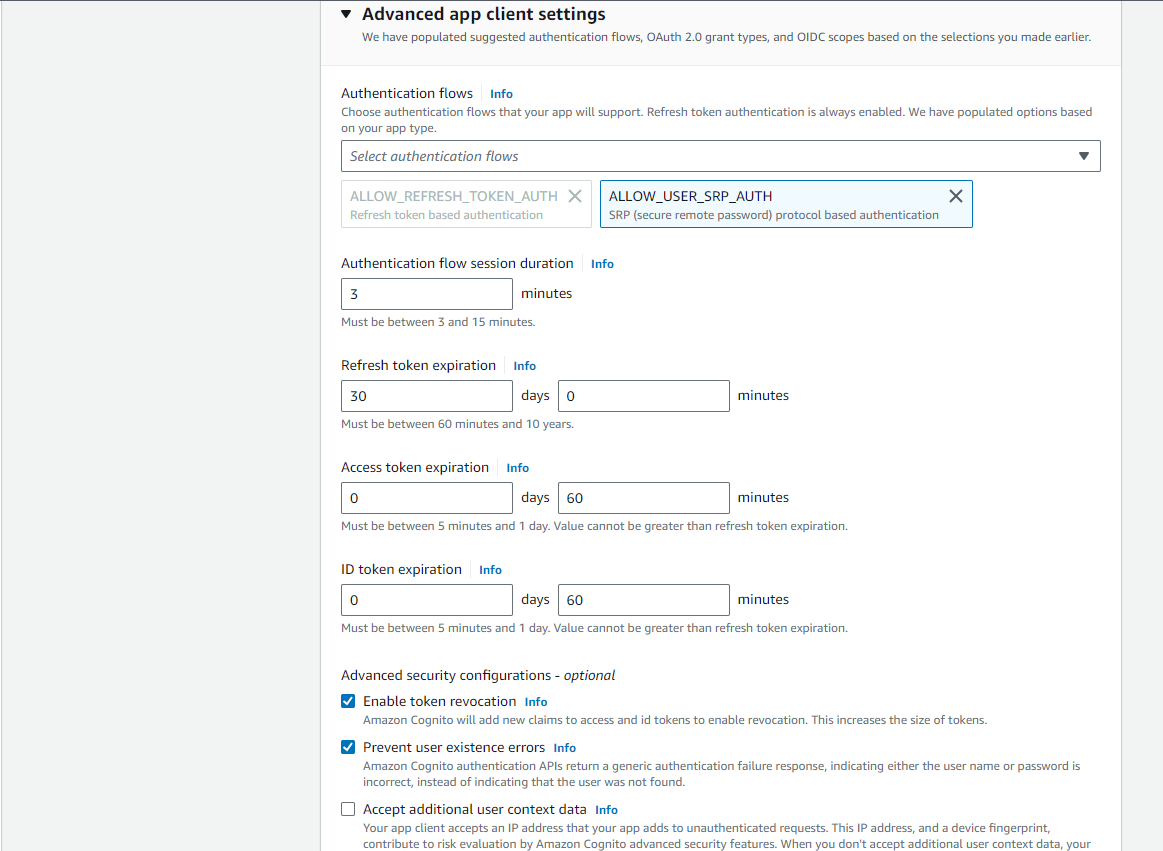 Advanced app client settings
We have populated suggested authentication flows, OAuth 2.0 grant types, and OIDC scopes based on the selections you made earlier.
Authentication flows Info
Choose authentication flows that your app will support. Refresh token authentication is always enabled. We have populated options based
on your app type.
Select authentication flows
ALLOW_REFRESH_TOKEN_AUTH
Refresh token based authentication
ALLOW_USER_SRP_AUTH
SRP (secure remote password) protocol based authentication
Authentication flow session duration Info
3 minutes
Must be between 3 and 15 minutes.
Refresh token expiration Info
30 days 0 minutes
Must be between 60 minutes and 10 years.
Access token expiration Info
0 days 60 minutes
Must be between 5 minutes and 1 day. Value cannot be greater than refresh token expiration.
ID token expiration Info
0 days 60 minutes
Must be between 5 minutes and 1 day. Value cannot be greater than refresh token expiration.
Advanced security configurations - optional
Enable token revocation Info
Amazon Cognito will add new claims to access and id tokens to enable revocation. This increases the size of tokens.
Prevent user existence errors Info
Amazon Cognito authentication APIs return a generic authentication failure response, indicating either the user name or password is
incorrect, instead of indicating that the user was not found.
Accept additional user context data Info
Your app client accepts an IP address that your app adds to unauthenticated requests. This IP address, and a device fingerprint,
contribute to risk evaluation by Amazon Cognito advanced security features. When you don't accept additional user context data, your